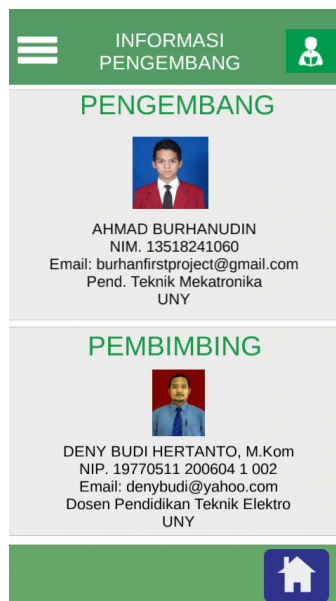 INFORMASI
PENGEMBANG
PENGEMBANG
AHMAD BURHANUDIN
NIM. 13518241060
Email: burhanfirstproject@gmail.com
Pend. Teknik Mekatronika
UNY
PEMBIMBING
DENY BUDI HERTANTO, M.Kom
NIP. 19770511 200604 1 002
Email: denybudi@yahoo.com
Dosen Pendidikan Teknik Elektro
UNY